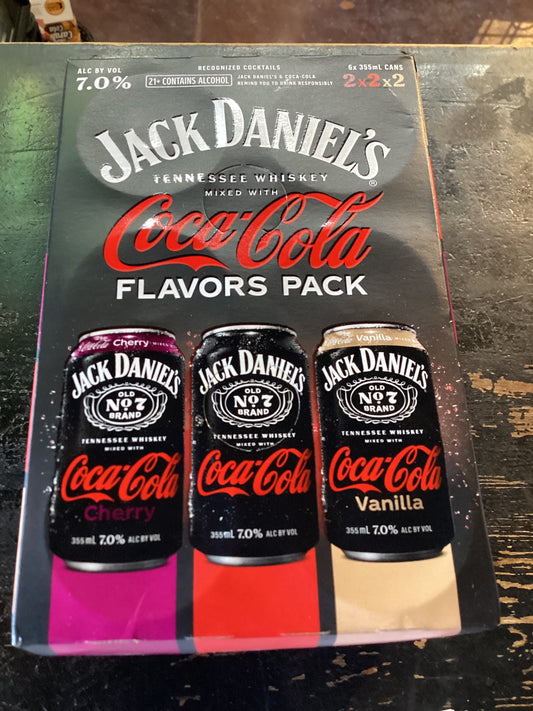 ALC BY VOL
7.0%
RECOGNIZED COCKTAILS
21+ CONTAINS ALCOHOL
JACK DANIEL'S & COCA-COLA
REMIND YOU TO DRINK RESPONSIBLY
6x 355mL CANS
2x2x2
JACK DANIEL'S
TENNESSEE WHISKEY
MIXED WITH
Coca-Cola
FLAVORS PACK
Cherry
JACK DANIEL'S
OLD
No 7
BRAND
TENNESSEE WHISKEY
MIXED WITH
Coca-Cola
Cherry
355mL 7.0% ALC BY VOL
JACK DANIEL'S
OLD
No 7
BRAND
TENNESSEE WHISKEY
MIXED WITH
Coca-Cola
355mL 7.0% ALC BY VOL
Vanilla
JACK DANIEL'S
OLD
No 7
BRAND
TENNESSEE WHISKEY
MIXED WITH
Coca-Cola
Vanilla
355mL 7.0% ALC BY VOL